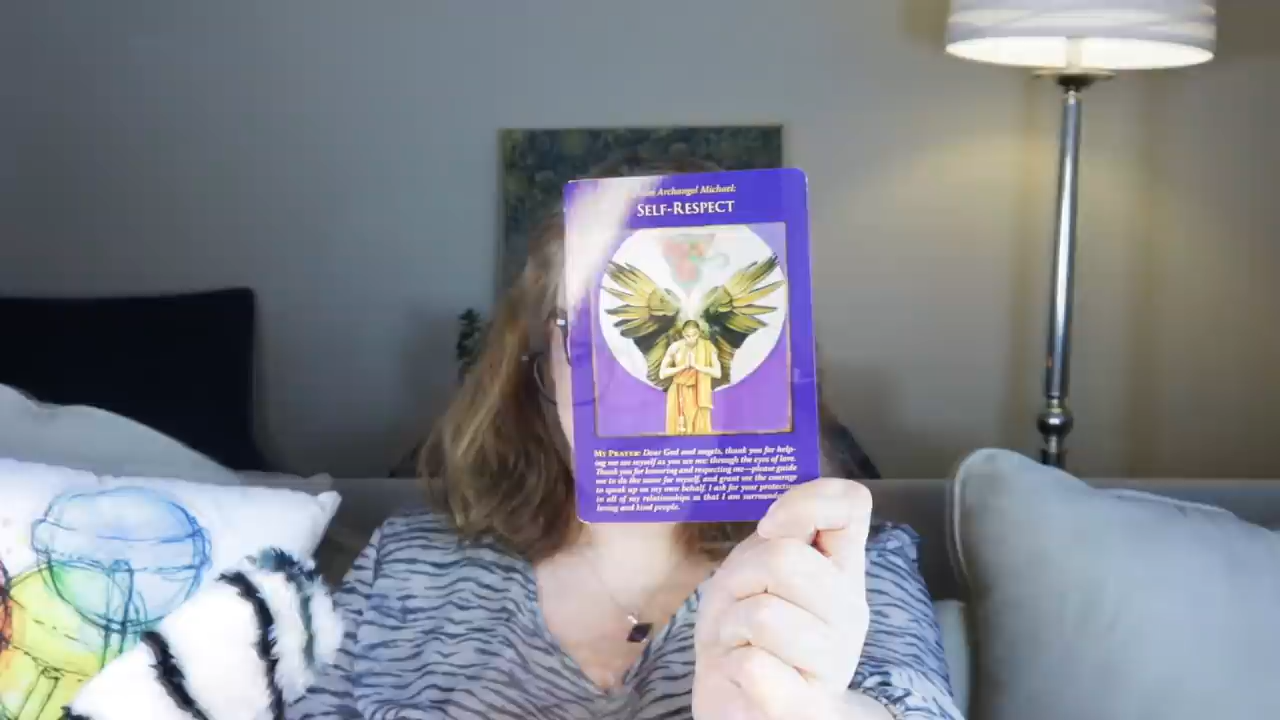 Archangel Michael:
SELF-RESPECT
MY PRAYER: Dear God and angels, thank you for help-
ing me see myself as you see me: through the eyes of love.
Thank you for honoring and respecting me—please guide
me to do the same for myself, and grant me the courage
to speak up on my own behalf. I ask for your protection
in all of my relationships so that I am surrounded
loving and kind people.